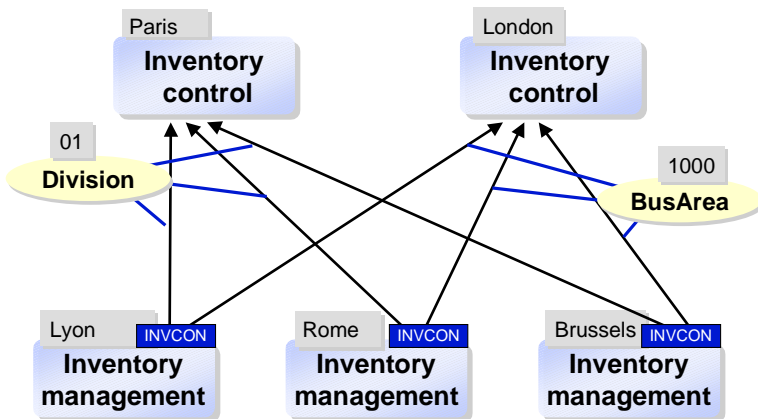 Paris
Inventory
control
London
Inventory
control
01
Division
1000
BusArea
Lyon
INVCON
Inventory
management
Rome
INVCON
Inventory
management
Brussels
INVCON
Inventory
management